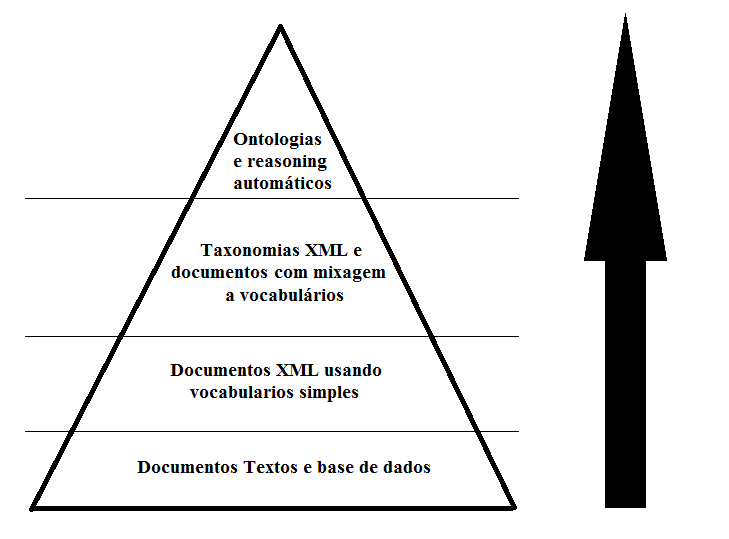 Ontologias
e reasoning
automáticos
Taxonomias XML e
documentos com mixagem
a vocabulários
Documentos XML usando
vocabularios simples
Documentos Textos e base de dados